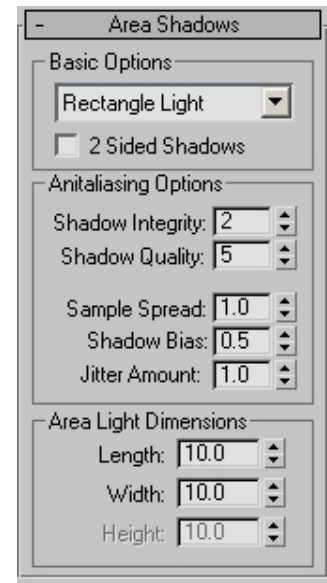 - Area Shadows
Basic Options
Rectangle Light
2 Sided Shadows
Anitaliasing Options
Shadow Integrity: 2
Shadow Quality: 5
Sample Spread: 1.0
Shadow Bias: 0.5
Jitter Amount: 1.0
Area Light Dimensions
Length: 10.0
Width: 10.0
Height: 10.0